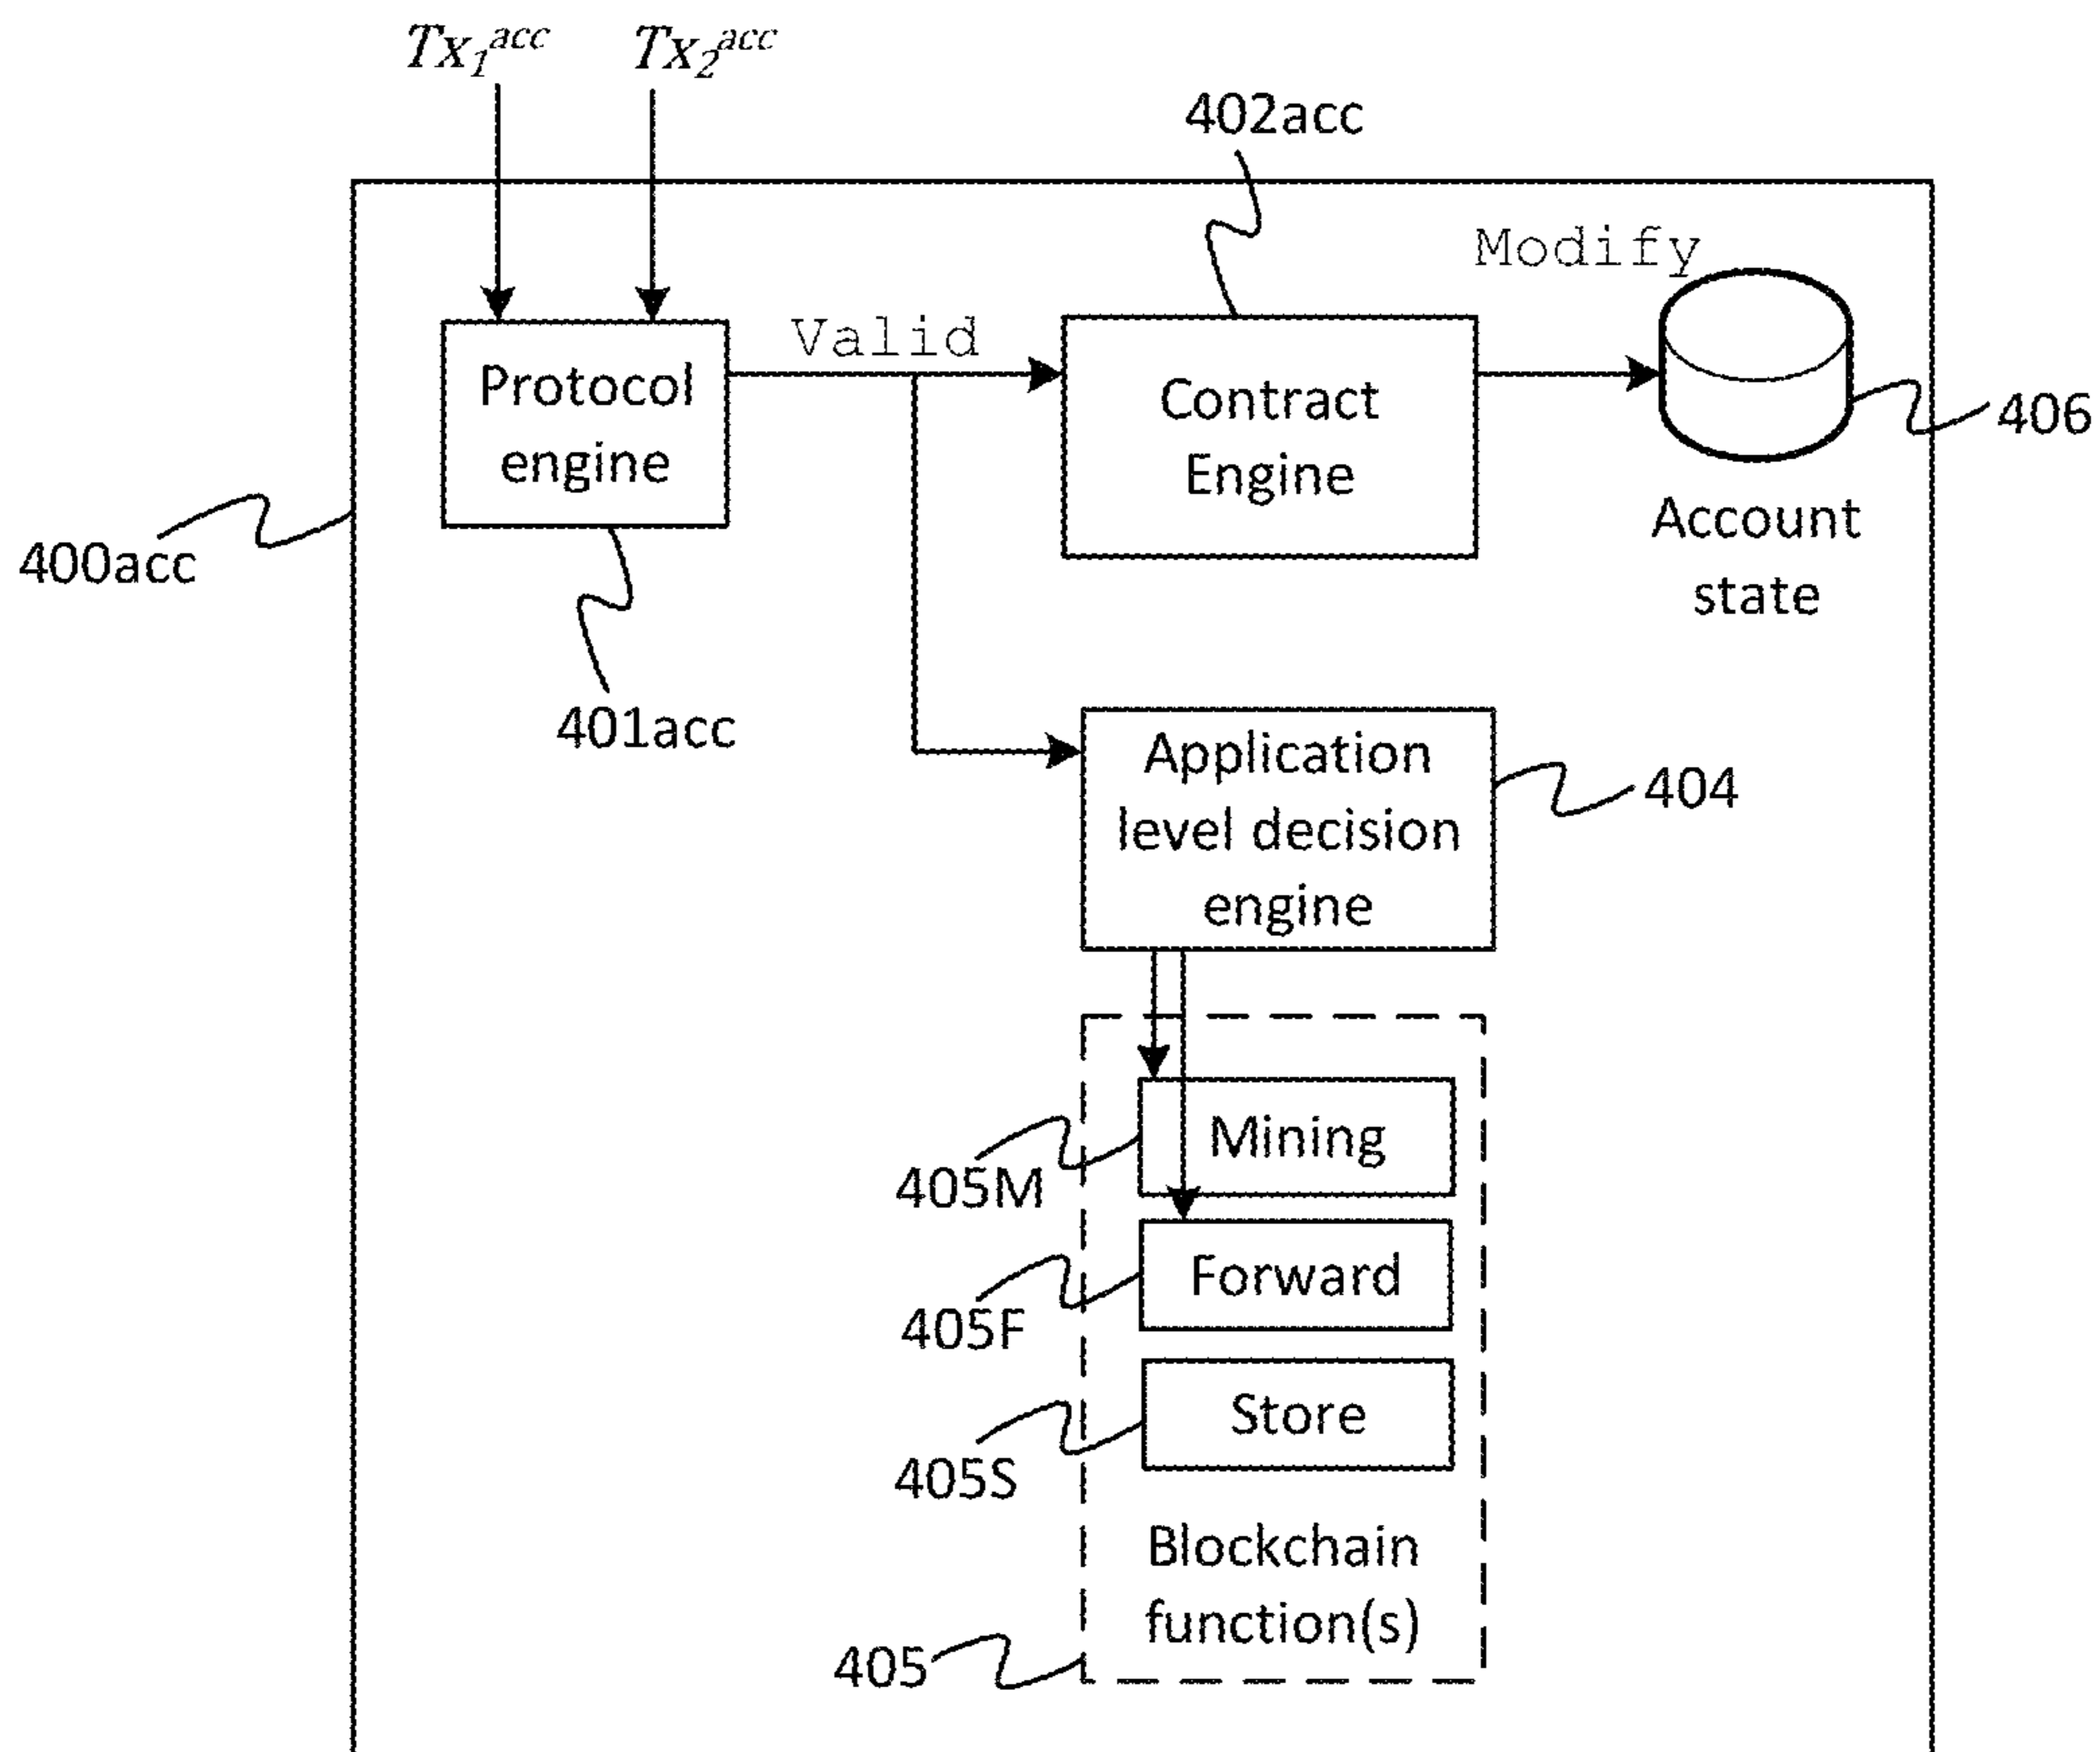 Tx₁ᵃᶜᶜ Tx₂ᵃᶜᶜ
402acc
Modify
Valid
Protocol
engine
Contract
Engine
406
Account
state
400acc
401acc
Application
level decision
engine
404
Mining
405M
Forward
405F
Store
405S
Blockchain
function(s)
405